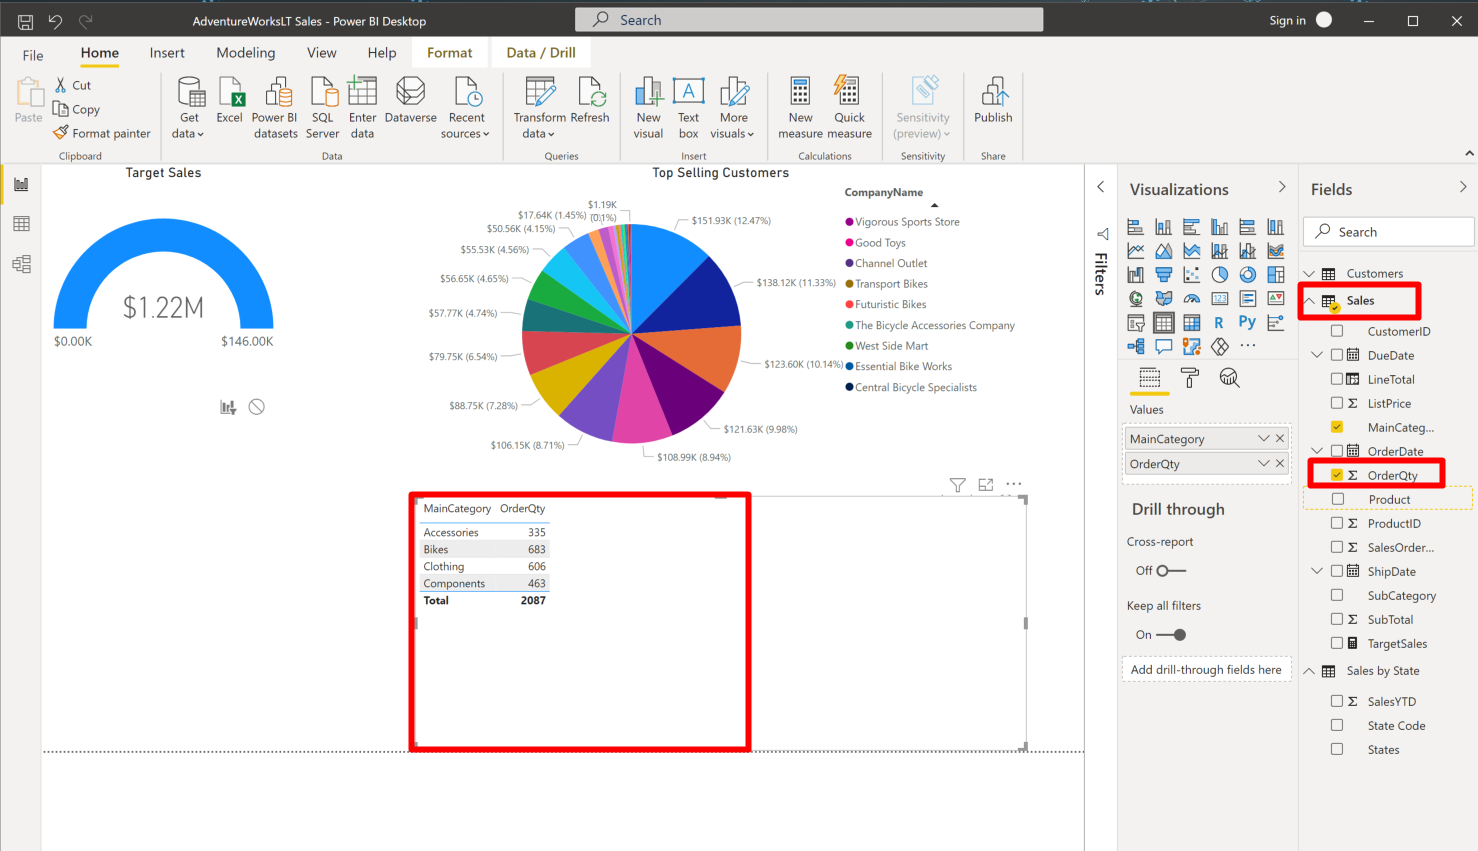 AdventureWorksLT Sales - Power BI Desktop
Search
Sign in
File
Home
Insert
Modeling
View
Help
Format
Data / Drill
Paste
Cut
Copy
Format painter
Clipboard
Get data
Excel
Power BI datasets
SQL Server
Enter data
Dataverse
Recent sources
Data
Transform data
Refresh
Queries
New visual
Text box
More visuals
Insert
New measure
Quick measure
Calculations
Sensitivity (preview)
Sensitivity
Publish
Share
Target Sales
$1.22M
$0.00K
$146.00K
Top Selling Customers
$1.19K
(0.1%)
$17.64K (1.45%)
$50.56K (4.15%)
$55.53K (4.56%)
$56.65K (4.65%)
$57.77K (4.74%)
$79.75K (6.54%)
$88.75K (7.28%)
$106.15K (8.71%)
$108.99K (8.94%)
$121.63K (9.98%)
$123.60K (10.14%)
$138.12K (11.33%)
$151.93K (12.47%)
CompanyName
Vigorous Sports Store
Good Toys
Channel Outlet
Transport Bikes
Futuristic Bikes
The Bicycle Accessories Company
West Side Mart
Essential Bike Works
Central Bicycle Specialists
MainCategory OrderQty
Accessories 335
Bikes 683
Clothing 606
Components 463
Total 2087
Filters
Visualizations
123
R
Py
Values
MainCategory
OrderQty
Drill through
Cross-report
Off
Keep all filters
On
Add drill-through fields here
Fields
Search
Customers
Sales
CustomerID
DueDate
LineTotal
Σ ListPrice
MainCateg...
OrderDate
Σ OrderQty
Product
Σ ProductID
Σ SalesOrder...
ShipDate
SubCategory
Σ SubTotal
TargetSales
Sales by State
Σ SalesYTD
State Code
States